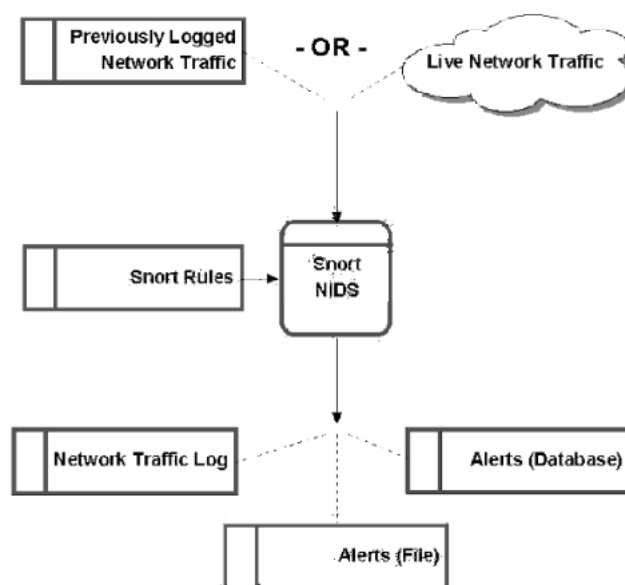 Previously Logged
Network Traffic
- OR -
Live Network Traffic
Snort Rules
Snort
NIDS
Network Traffic Log
Alerts (Database)
Alerts (File)